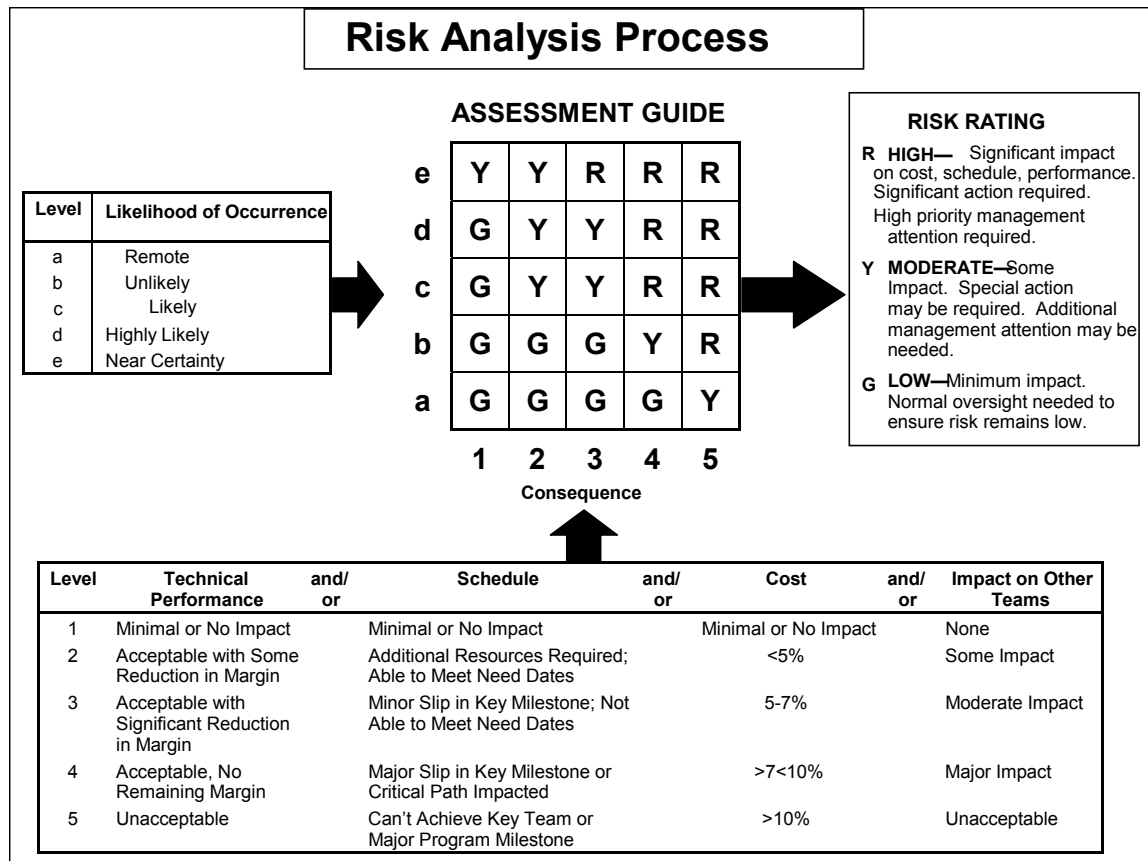 Risk Analysis Process
ASSESSMENT GUIDE
Level Likelihood of Occurrence
a Remote
b Unlikely
c Likely
d Highly Likely
e Near Certainty
e Y Y R R R
d G Y Y R R
c G Y Y R R
b G G G Y R
a G G G G Y
1 2 3 4 5
Consequence
RISK RATING
R HIGH— Significant impact
on cost, schedule, performance.
Significant action required.
High priority management
attention required.
Y MODERATE—Some
Impact. Special action
may be required. Additional
management attention may be
needed.
G LOW—Minimum impact.
Normal oversight needed to
ensure risk remains low.
Level Technical and/ Schedule and/ Cost and/ Impact on Other
Performance or or or Teams
1 Minimal or No Impact Minimal or No Impact Minimal or No Impact None
2 Acceptable with Some Additional Resources Required; <5% Some Impact
Reduction in Margin Able to Meet Need Dates
3 Acceptable with Minor Slip in Key Milestone; Not 5-7% Moderate Impact
Significant Reduction Able to Meet Need Dates
in Margin
4 Acceptable, No Major Slip in Key Milestone or >7<10% Major Impact
Remaining Margin Critical Path Impacted
5 Unacceptable Can’t Achieve Key Team or >10% Unacceptable
Major Program Milestone